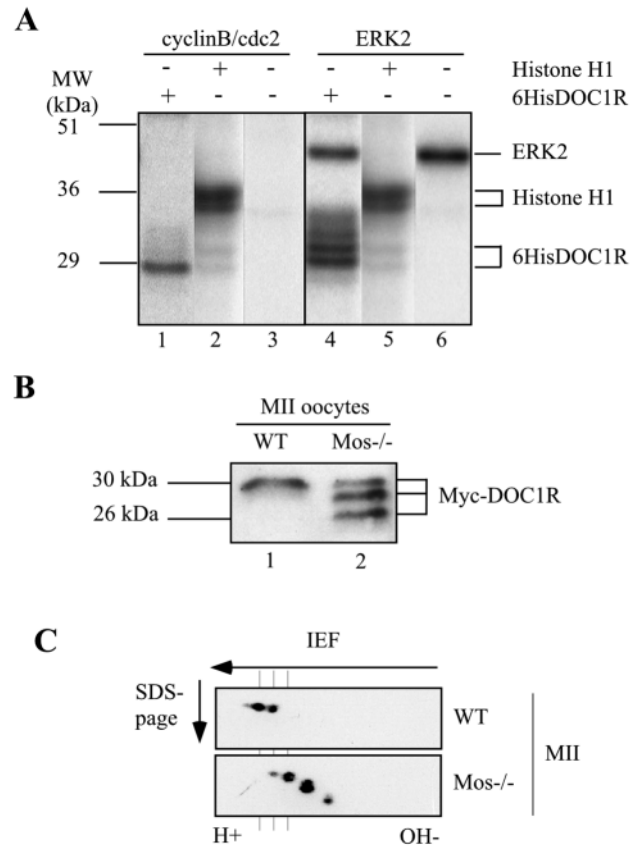 A
cyclinB/cdc2 ERK2
MW (kDa)
- + - - + - Histone H1
+ - - + - - 6HisDOC1R
51
ERK2
36
Histone H1
29
6HisDOC1R
1 2 3 4 5 6
B
MII oocytes
WT Mos-/-
30 kDa
Myc-DOC1R
26 kDa
1 2
C
IEF
SDS-
page
WT
MII
Mos-/-
H+ OH-